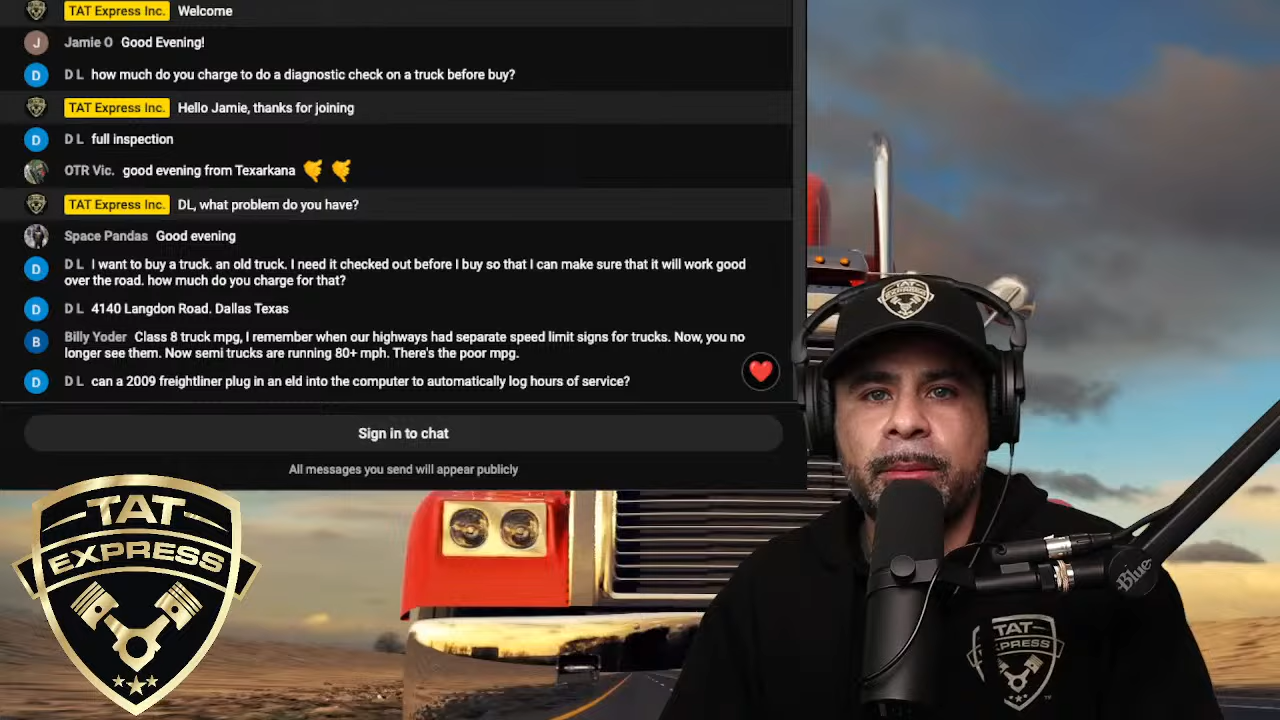 TAT Express Inc. Welcome
J Jamie O Good Evening!
D D L how much do you charge to do a diagnostic check on a truck before buy?
TAT Express Inc. Hello Jamie, thanks for joining
D D L full inspection
OTR Vic. good evening from Texarkana
TAT Express Inc. DL, what problem do you have?
Space Pandas Good evening
D D L I want to buy a truck. an old truck. I need it checked out before I buy so that I can make sure that it will work good
over the road. how much do you charge for that?
D D L 4140 Langdon Road. Dallas Texas
B Billy Yoder Class 8 truck mpg, I remember when our highways had separate speed limit signs for trucks. Now, you no
longer see them. Now semi trucks are running 80+ mph. There's the poor mpg.
D D L can a 2009 freightliner plug in an eld into the computer to automatically log hours of service?
Sign in to chat
All messages you send will appear publicly
TAT
EXPRESS
TAT
EXPRESS
Blue
TAT
EXPRESS